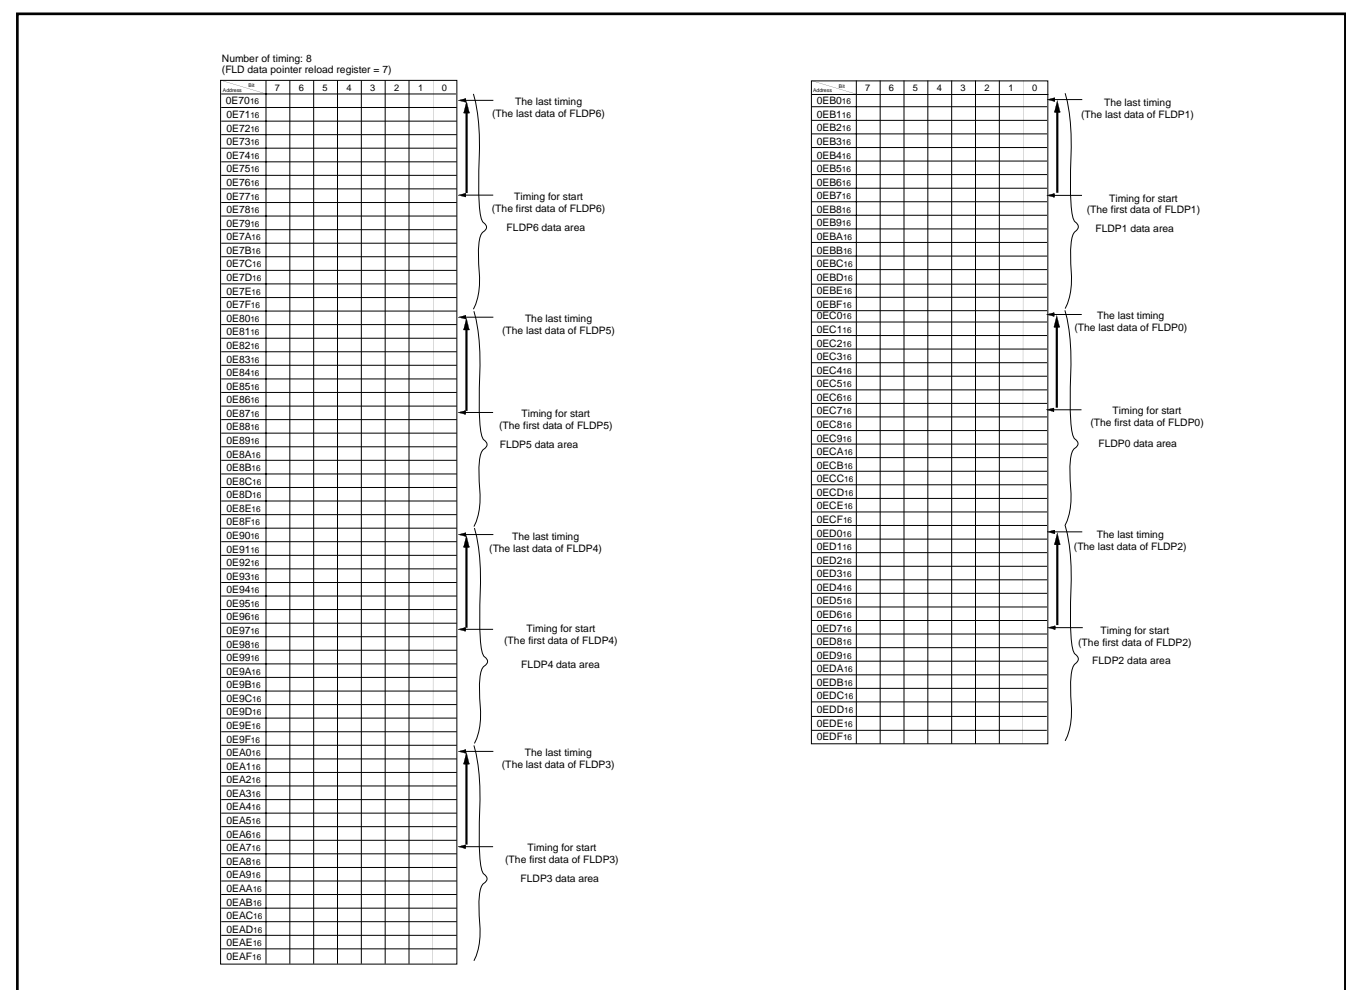 Number of timing: 8
(FLD data pointer reload register = 7)
Bit
Address
7 6 5 4 3 2 1 0
0E7016
The last timing
(The last data of FLDP6)
0E7116
0E7216
0E7316
0E7416
0E7516
0E7616
0E7716
Timing for start
(The first data of FLDP6)
0E7816
0E7916
FLDP6 data area
0E7A16
0E7B16
0E7C16
0E7D16
0E7E16
0E7F16
0E8016
The last timing
(The last data of FLDP5)
0E8116
0E8216
0E8316
0E8416
0E8516
0E8616
0E8716
Timing for start
(The first data of FLDP5)
0E8816
0E8916
FLDP5 data area
0E8A16
0E8B16
0E8C16
0E8D16
0E8E16
0E8F16
0E9016
The last timing
(The last data of FLDP4)
0E9116
0E9216
0E9316
0E9416
0E9516
0E9616
0E9716
Timing for start
(The first data of FLDP4)
0E9816
0E9916
FLDP4 data area
0E9A16
0E9B16
0E9C16
0E9D16
0E9E16
0E9F16
0EA016
The last timing
(The last data of FLDP3)
0EA116
0EA216
0EA316
0EA416
0EA516
0EA616
0EA716
Timing for start
(The first data of FLDP3)
0EA816
0EA916
FLDP3 data area
0EAA16
0EAB16
0EAC16
0EAD16
0EAE16
0EAF16
Bit
Address
7 6 5 4 3 2 1 0
0EB016
The last timing
(The last data of FLDP1)
0EB116
0EB216
0EB316
0EB416
0EB516
0EB616
0EB716
Timing for start
(The first data of FLDP1)
0EB816
0EB916
FLDP1 data area
0EBA16
0EBB16
0EBC16
0EBD16
0EBE16
0EBF16
0EC016
The last timing
(The last data of FLDP0)
0EC116
0EC216
0EC316
0EC416
0EC516
0EC616
0EC716
Timing for start
(The first data of FLDP0)
0EC816
0EC916
FLDP0 data area
0ECA16
0ECB16
0ECC16
0ECD16
0ECE16
0ECF16
0ED016
The last timing
(The last data of FLDP2)
0ED116
0ED216
0ED316
0ED416
0ED516
0ED616
0ED716
Timing for start
(The first data of FLDP2)
0ED816
0ED916
FLDP2 data area
0EDA16
0EDB16
0EDC16
0EDD16
0EDE16
0EDF16